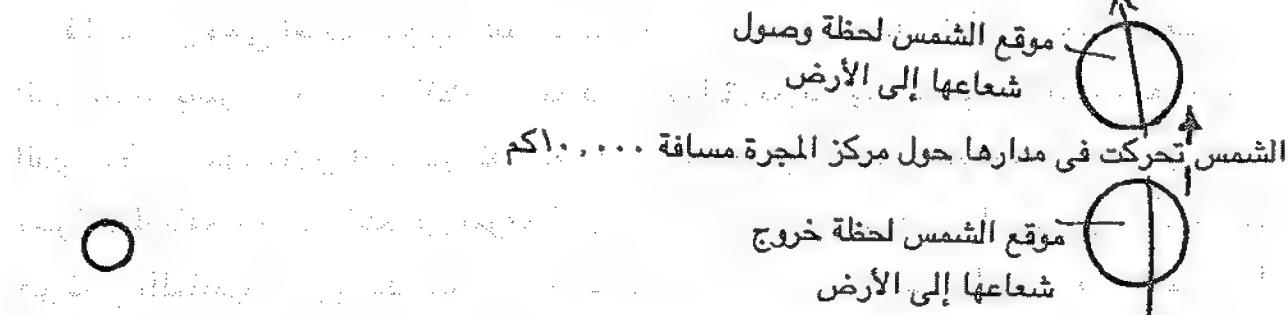 موقع الشمس لحظة وصول
شعاعها إلى الأرض
الشمس تحركت فى مدارها حول مركز المجرة مسافة ١٠,٠٠٠كم
موقع الشمس لحظة خروج
شعاعها إلى الأرض